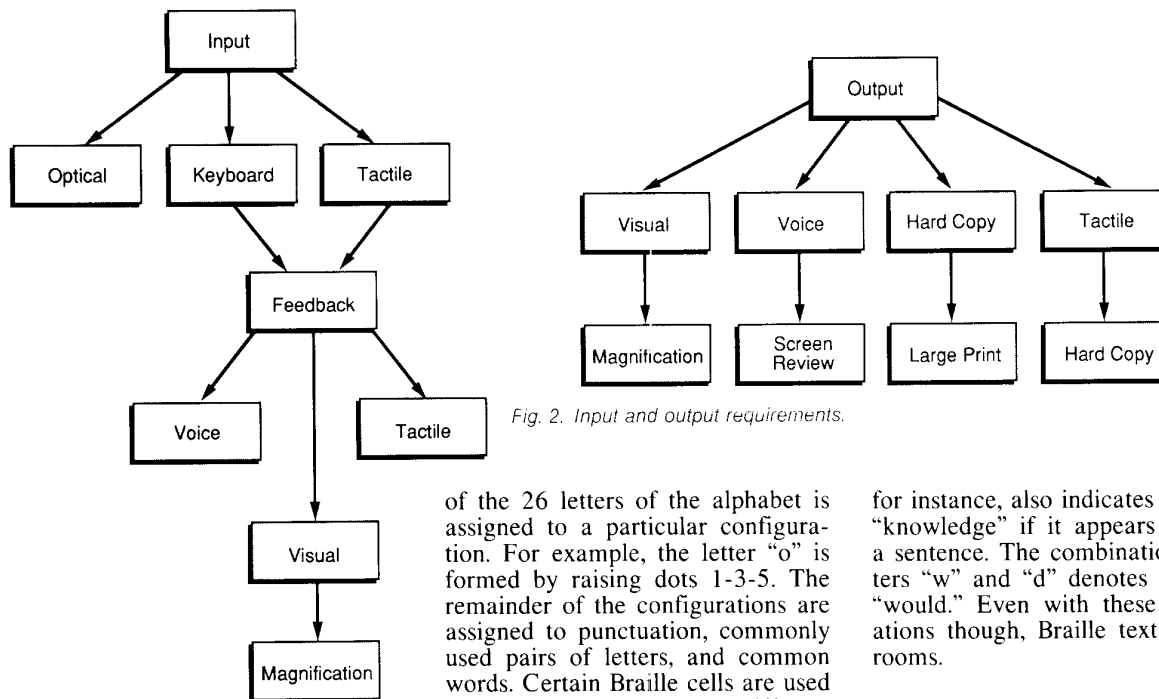 Input
Optical
Keyboard
Tactile
Feedback
Voice
Tactile
Visual
Magnification
Output
Visual
Voice
Hard Copy
Tactile
Magnification
Screen
Review
Large Print
Hard Copy
Fig. 2. Input and output requirements.
of the 26 letters of the alphabet is
assigned to a particular configura-
tion. For example, the letter “o” is
formed by raising dots 1-3-5. The
remainder of the configurations are
assigned to punctuation, commonly
used pairs of letters, and common
words. Certain Braille cells are used
for instance, also indicates
“knowledge” if it appears
a sentence. The combinatio
ters “w” and “d” denotes
“would.” Even with these
ations though, Braille text
rooms.